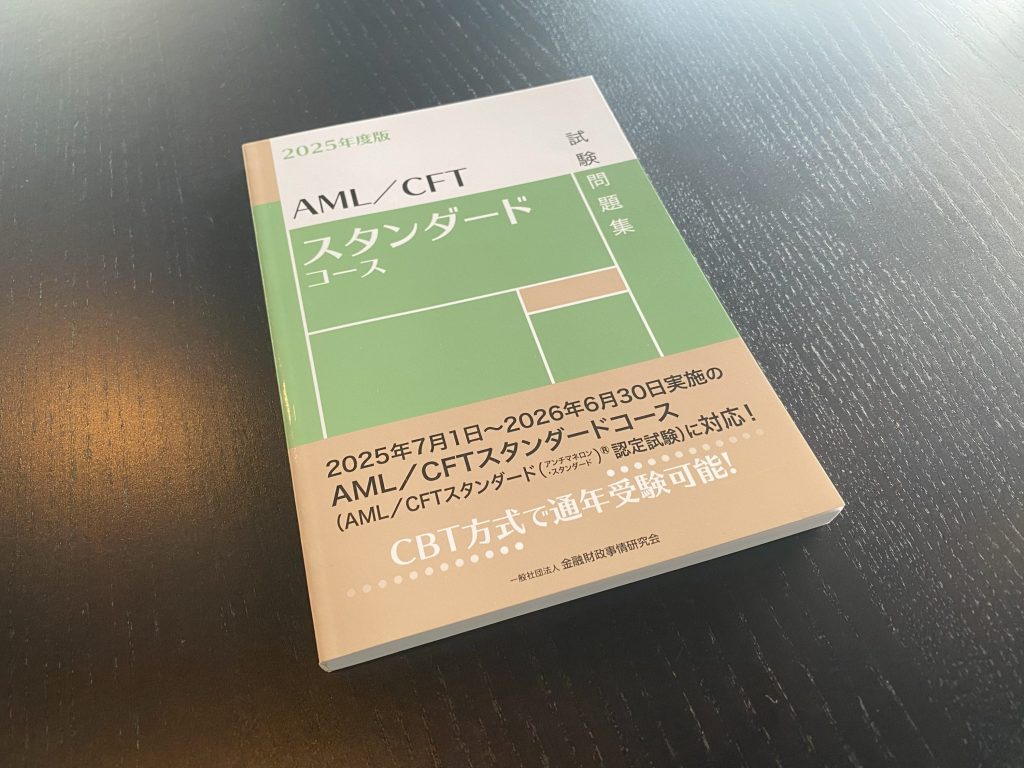 2025年度版
AML／CFT
スタンダード
コース
試験問題集
2025年7月1日〜2026年6月30日実施の
AML／CFTスタンダードコース
(AML／CFTスタンダード(アンチマネロン・スタンダード)®認定試験)に対応！
CBT方式で通年受験可能！
一般社団法人 金融財政事情研究会